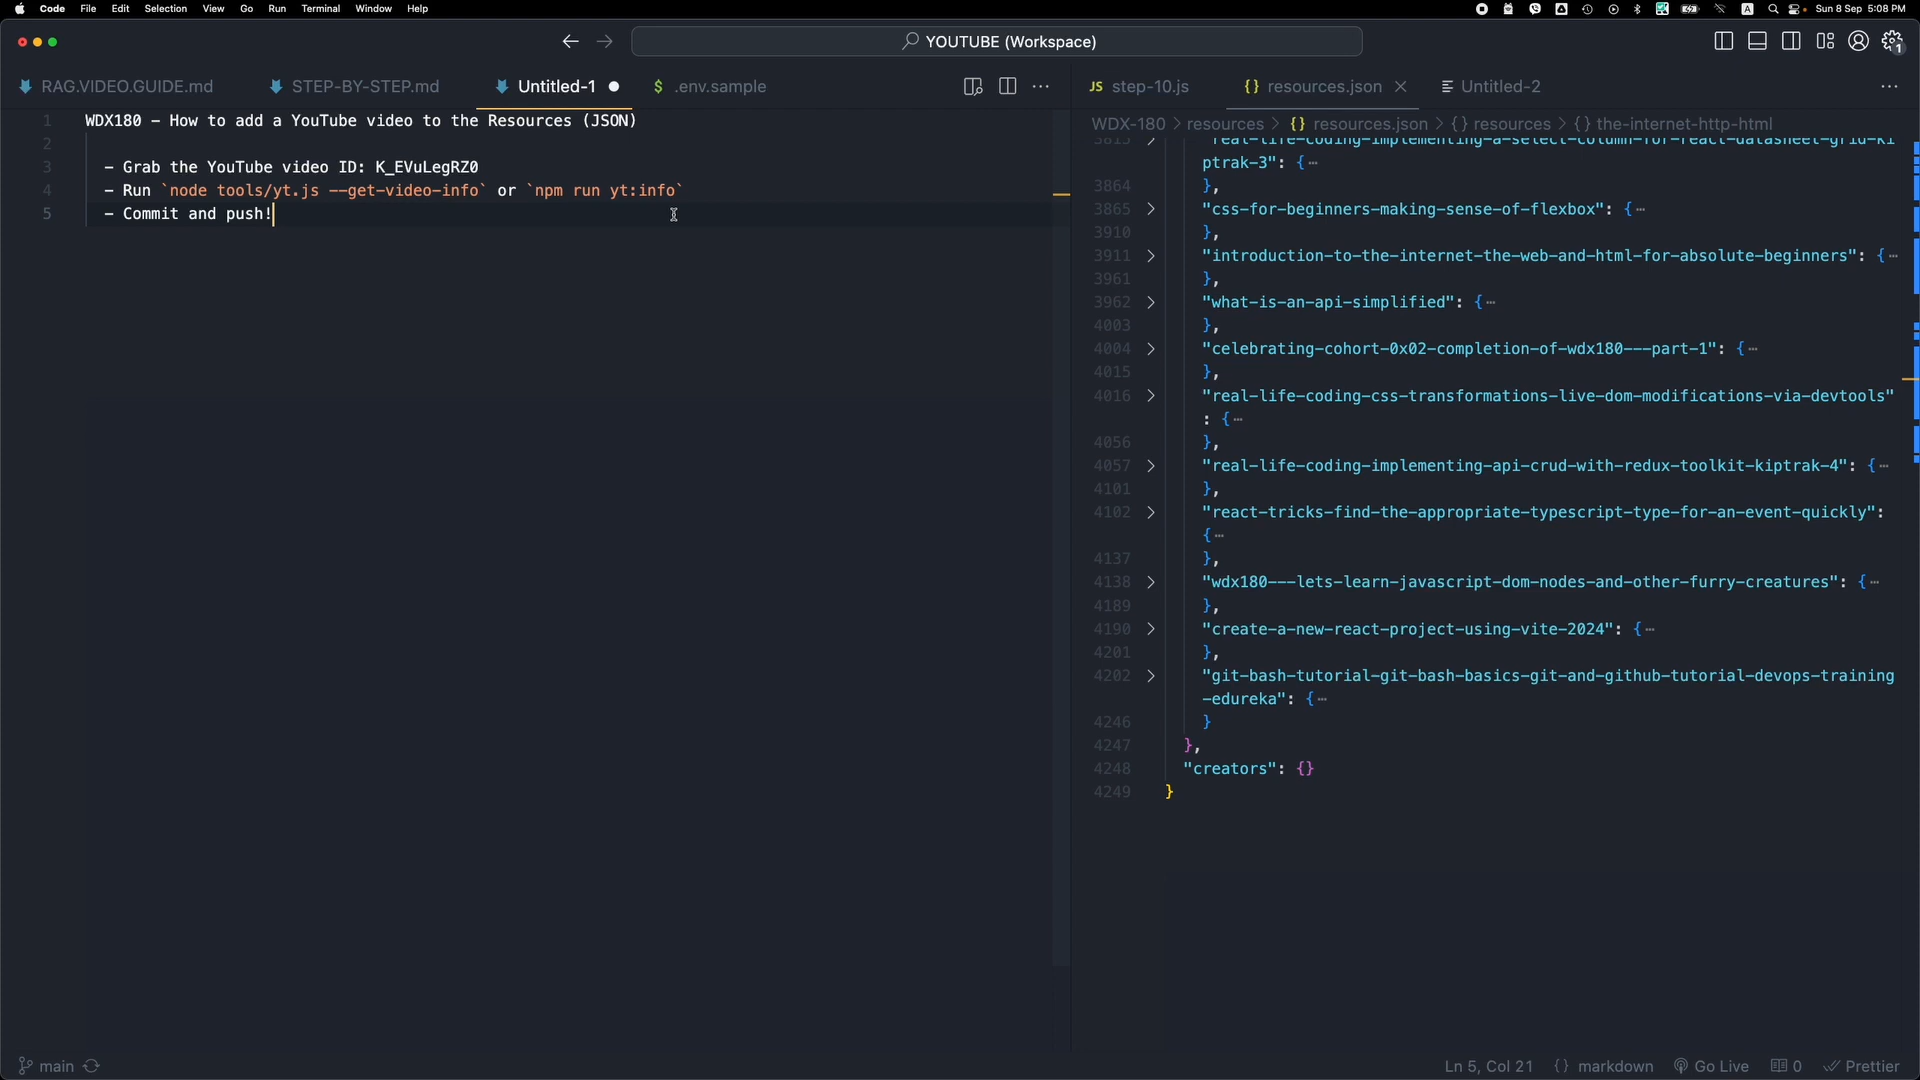 Code File Edit Selection View Go Run Terminal Window Help
A
Sun 8 Sep 5:08 PM
YOUTUBE (Workspace)
1
RAG.VIDEO.GUIDE.md STEP-BY-STEP.md Untitled-1 $ .env.sample
1 WDX180 – How to add a YouTube video to the Resources (JSON)
2
3 – Grab the YouTube video ID: K_EVuLegRZ0
4 – Run `node tools/yt.js --get-video-info` or `npm run yt:info`
5 – Commit and push!
JS step-10.js {} resources.json Untitled-2
WDX-180 > resources > {} resources.json > {} resources > {} the-internet-http-html
3815 "real-life-coding-implementing-a-select-column-for-react-datasheet-grid-ki
ptrak-3": {…
3864 },
3865 "css-for-beginners-making-sense-of-flexbox": {…
3910 },
3911 "introduction-to-the-internet-the-web-and-html-for-absolute-beginners": {…
3961 },
3962 "what-is-an-api-simplified": {…
4003 },
4004 "celebrating-cohort-0x02-completion-of-wdx180---part-1": {…
4015 },
4016 "real-life-coding-css-transformations-live-dom-modifications-via-devtools"
: {…
4056 },
4057 "real-life-coding-implementing-api-crud-with-redux-toolkit-kiptrak-4": {…
4101 },
4102 "react-tricks-find-the-appropriate-typescript-type-for-an-event-quickly":
{…
4137 },
4138 "wdx180---lets-learn-javascript-dom-nodes-and-other-furry-creatures": {…
4189 },
4190 "create-a-new-react-project-using-vite-2024": {…
4201 },
4202 "git-bash-tutorial-git-bash-basics-git-and-github-tutorial-devops-training
-edureka": {…
4246 }
4247 },
4248 "creators": {}
4249 }
main
Ln 5, Col 21 {} markdown Go Live 0 Prettier